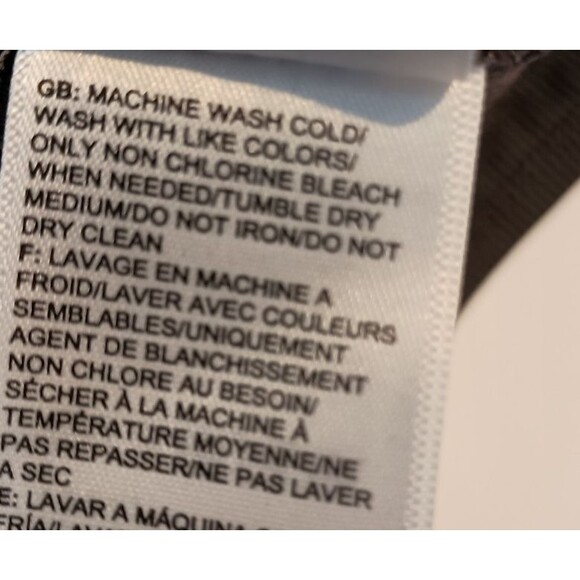 GB: MACHINE WASH COLD/
WASH WITH LIKE COLORS/
ONLY NON CHLORINE BLEACH
WHEN NEEDED/TUMBLE DRY
MEDIUM/DO NOT IRON/DO NOT
DRY CLEAN
F: LAVAGE EN MACHINE A
FROID/LAVER AVEC COULEURS
SEMBLABLES/UNIQUEMENT
AGENT DE BLANCHISSEMENT
NON CHLORE AU BESOIN/
SÉCHER À LA MACHINE À
TEMPÉRATURE MOYENNE/NE
PAS REPASSER/NE PAS LAVER
A SEC
E: LAVAR A MÁQUINA